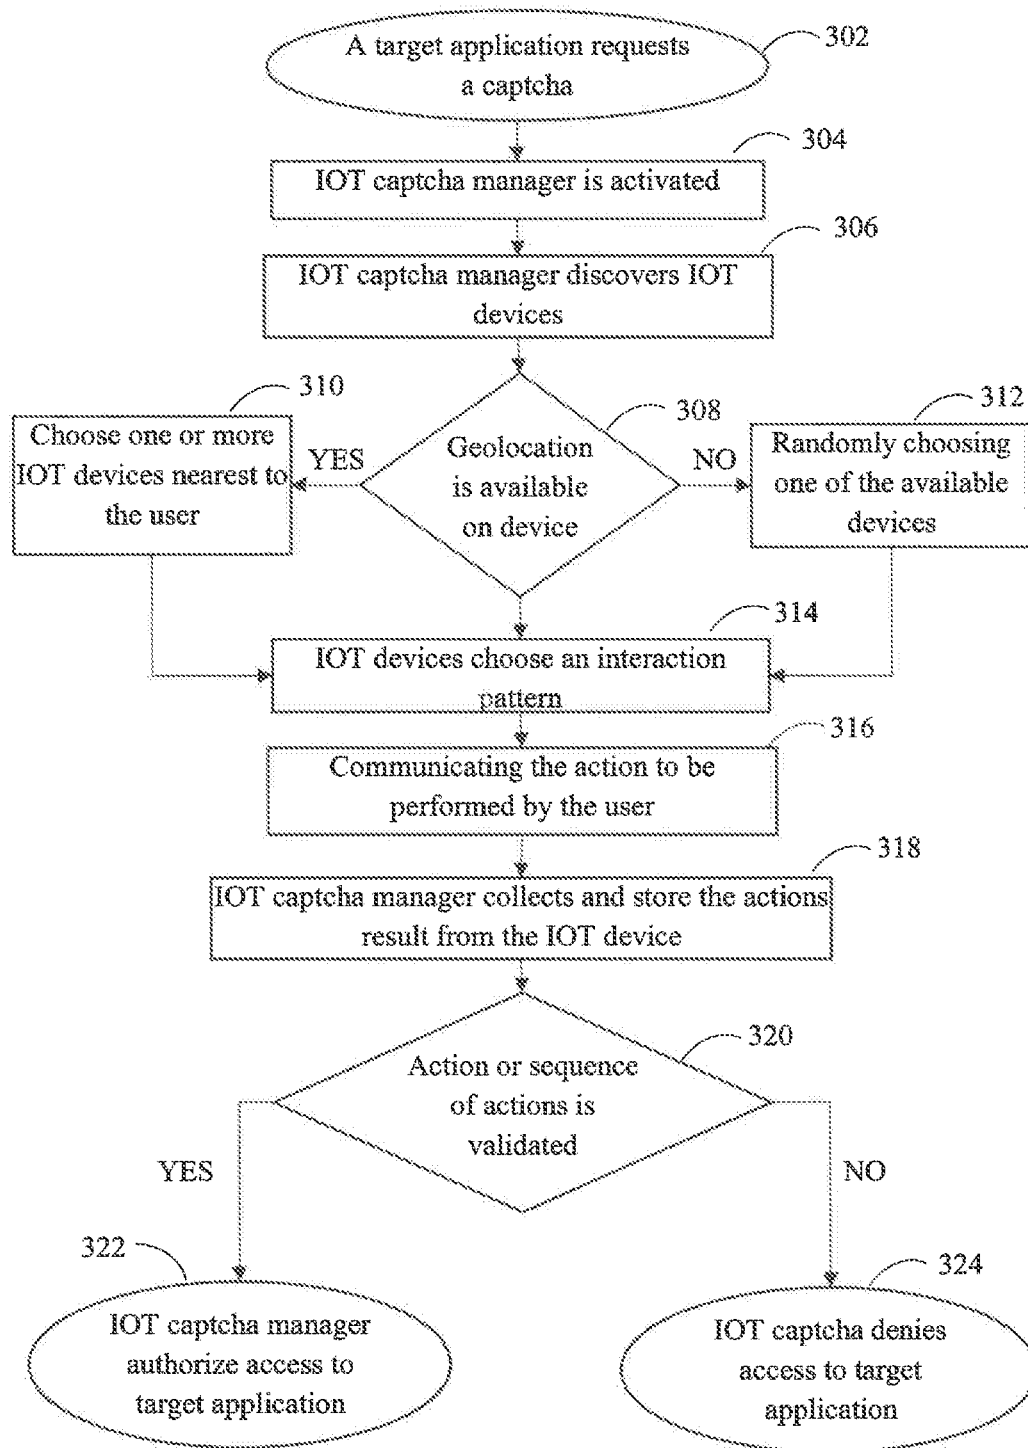 A target application requests
a captcha
302
304
IOT captcha manager is activated
306
IOT captcha manager discovers IOT
devices
310
Choose one or more
IOT devices nearest to
the user
YES
308
Geolocation
is available
on device
NO
312
Randomly choosing
one of the available
devices
314
IOT devices choose an interaction
pattern
316
Communicating the action to be
performed by the user
318
IOT captcha manager collects and store the actions
result from the IOT device
320
Action or sequence
of actions is
validated
YES
NO
322
IOT captcha manager
authorize access to
target application
324
IOT captcha denies
access to target
application